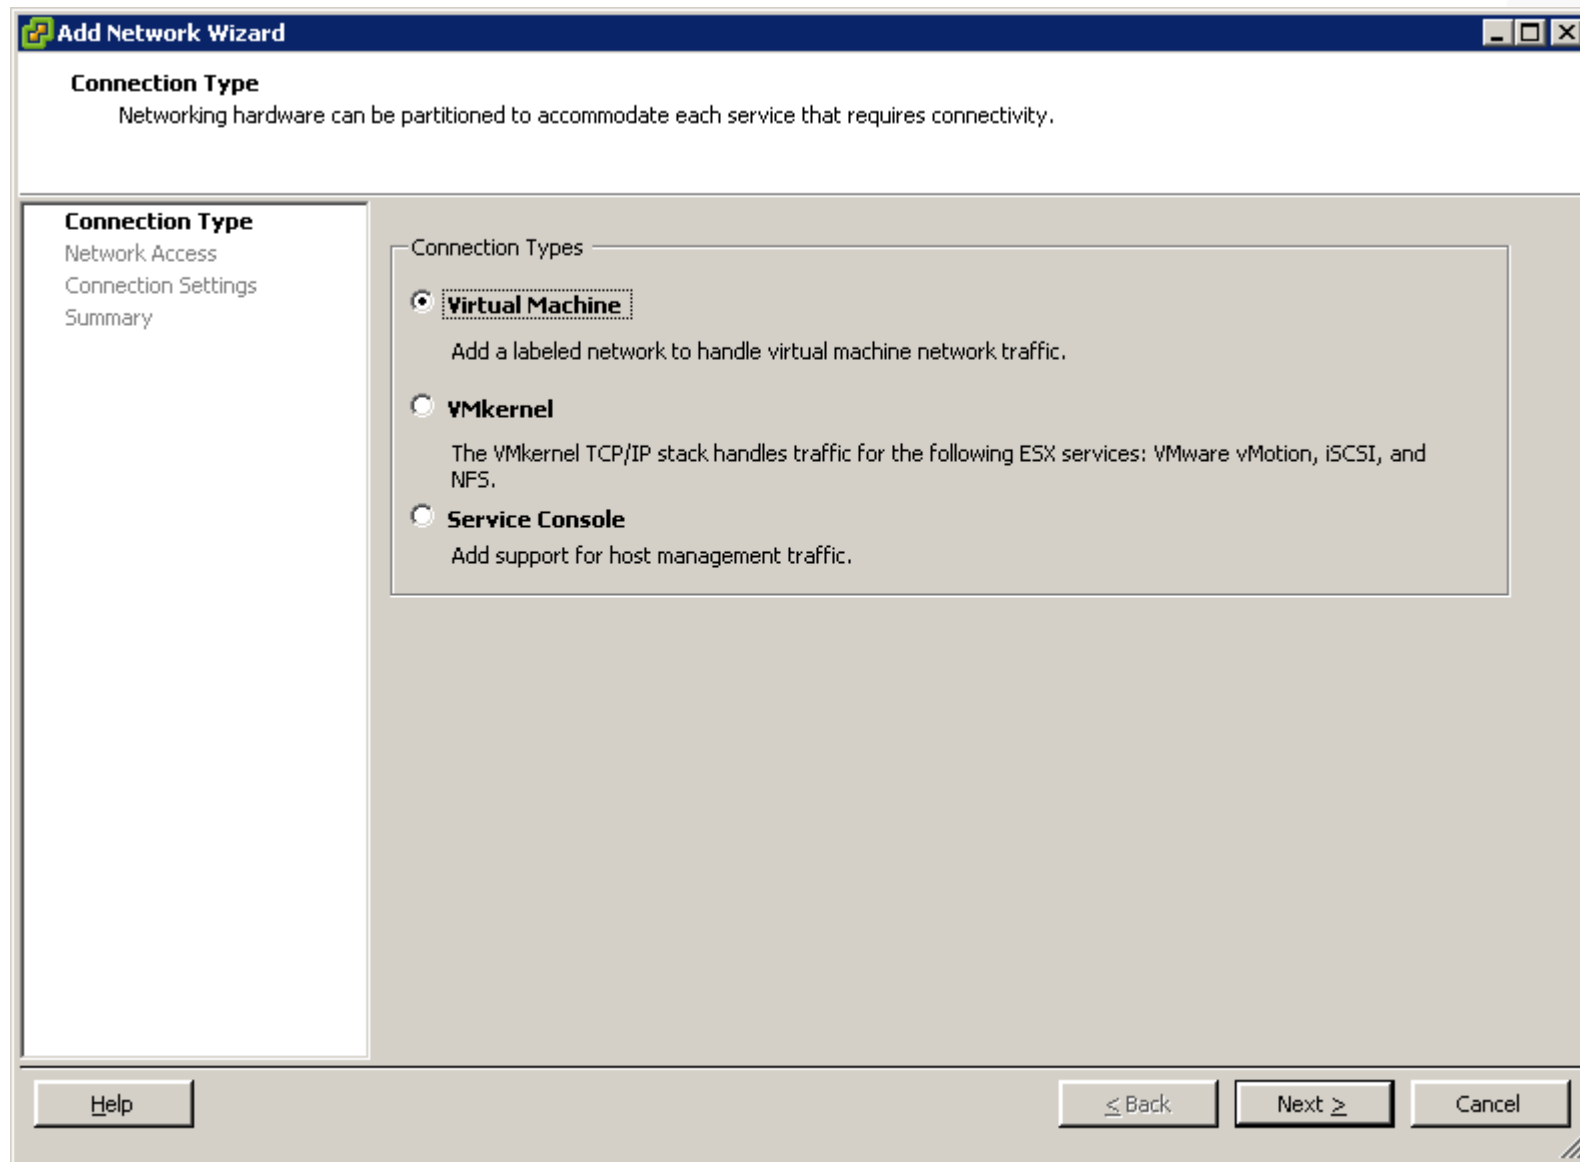 Add Network Wizard
Connection Type
Networking hardware can be partitioned to accommodate each service that requires connectivity.
Connection Type
Network Access
Connection Settings
Summary
Connection Types
Virtual Machine
Add a labeled network to handle virtual machine network traffic.
VMkernel
The VMkernel TCP/IP stack handles traffic for the following ESX services: VMware vMotion, iSCSI, and
NFS.
Service Console
Add support for host management traffic.
Help
≤ Back
Next ≥
Cancel